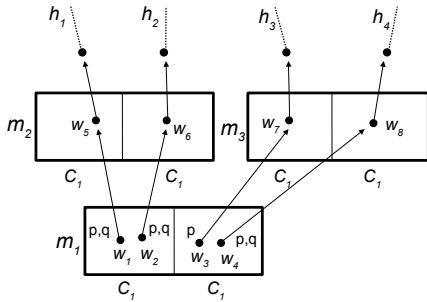 h₁ h₂ h₃ h₄
m₂ w₅ w₆ m₃ w₇ w₈
C₁ C₁ C₁ C₁
p,q p,q p p,q
m₁ w₁ w₂ w₃ w₄
C₁ C₁